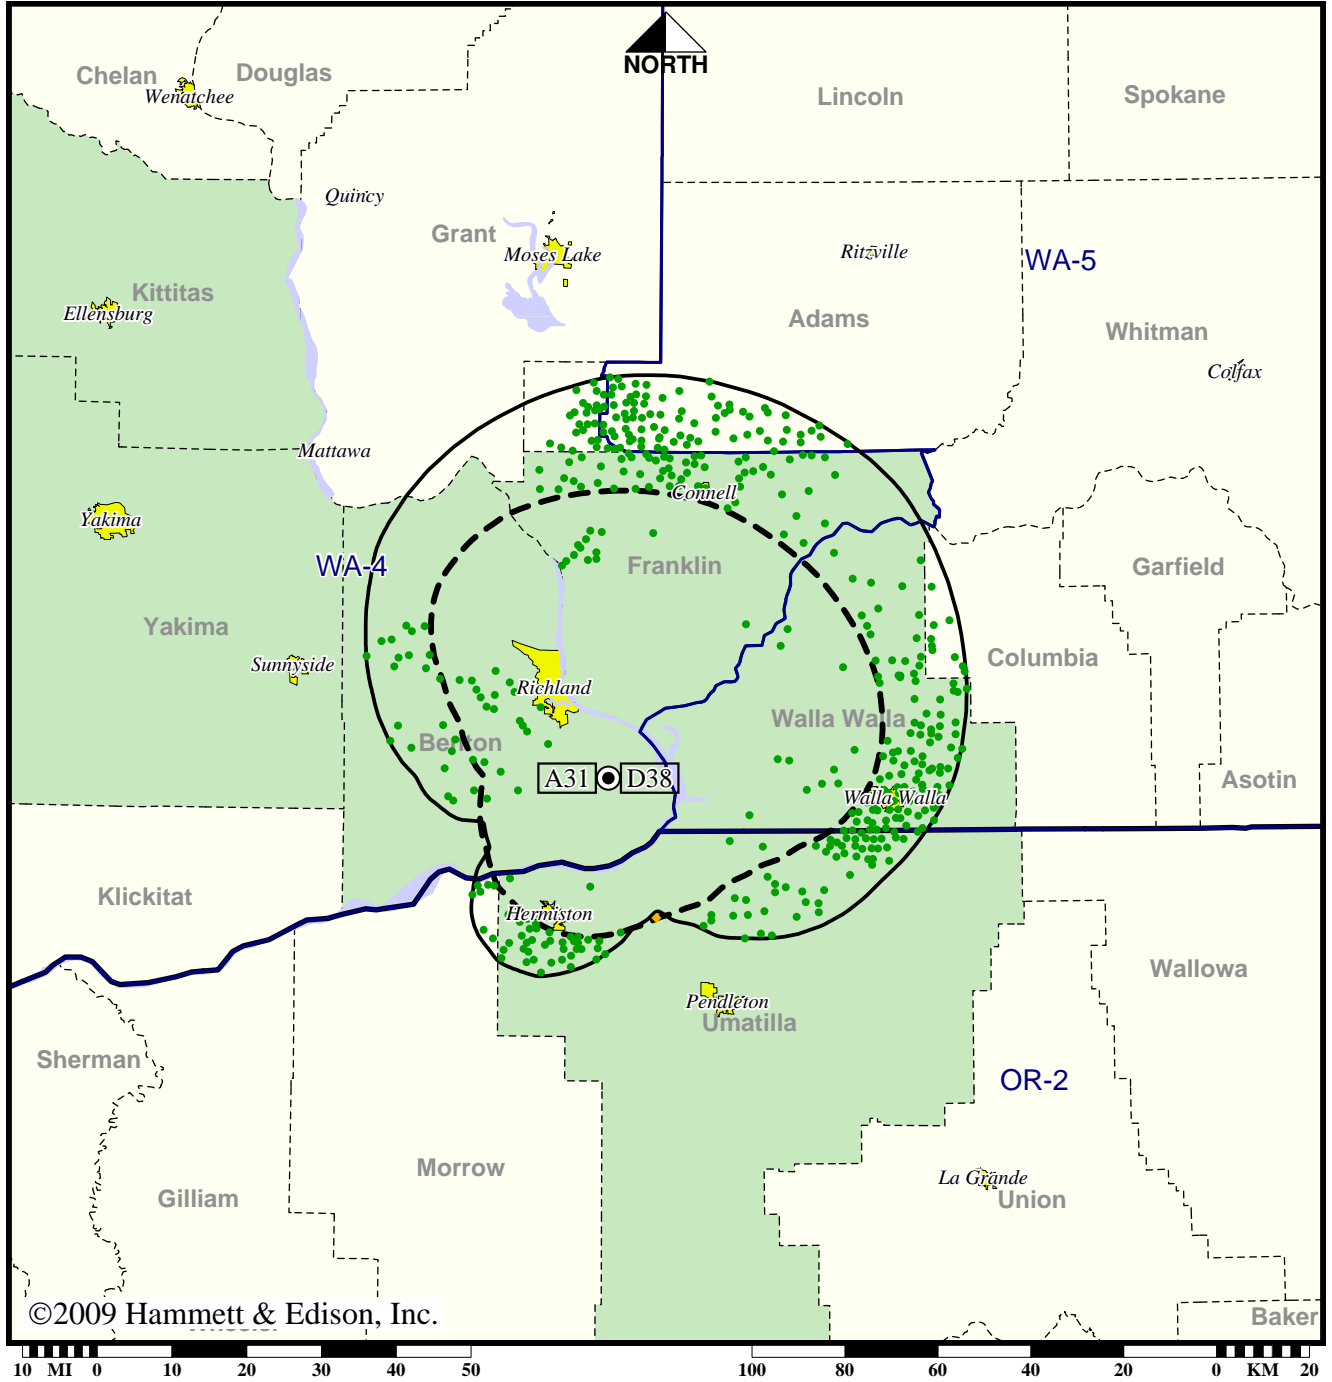 NORTH
Chelan
Douglas
Wenatchee
Lincoln
Spokane
Quincy
Grant
Moses Lake
Ritzville
WA-5
Kittitas
Ellensburg
Adams
Whitman
Colfax
Mattawa
Yakima
Connell
WA-4
Franklin
Garfield
Yakima
Sunnyside
Columbia
Richland
Walla Walla
Benton
A31
D38
Asotin
Walla Walla
Klickitat
Hermiston
Wallowa
Pendleton
Umatilla
Sherman
OR-2
Morrow
La Grande
Gilliam
Union
©2009 Hammett & Edison, Inc.
Baker
10 MI 0 10 20 30 40 50 100 80 60 40 20 0 KM 20